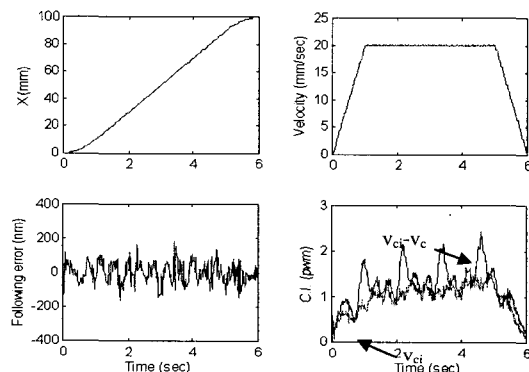 100
80
60
40
20
0
X (mm)
0 2 4 6
25
20
15
10
5
0
Velocity (mm/sec)
0 2 4 6
400
200
0
-200
-400
Following error (nm)
0 2 4 6
Time (sec)
3
2
1
0
C.I. (pwm)
Vci-Vc
0 2 4 6
Vci
Time (sec)